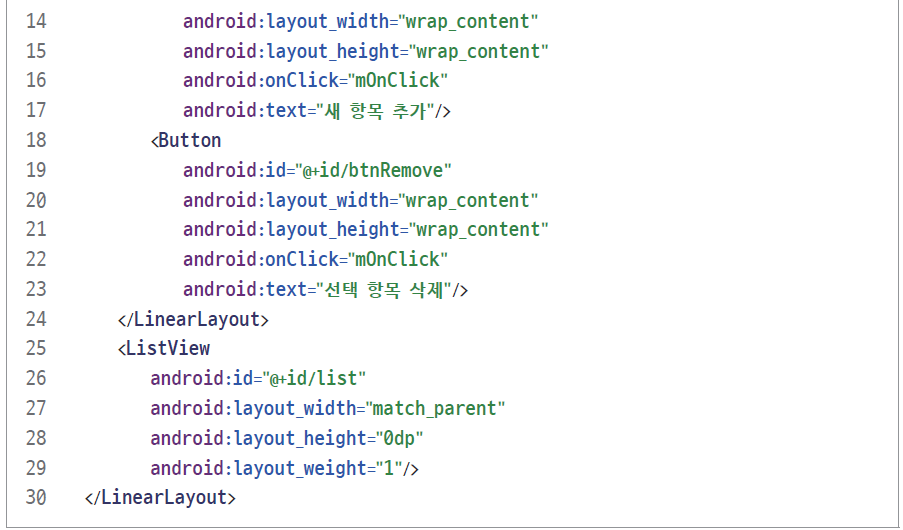 14 android:layout_width="wrap_content"
15 android:layout_height="wrap_content"
16 android:onClick="mOnClick"
17 android:text="새 항목 추가"/>
18 <Button
19 android:id="@+id/btnRemove"
20 android:layout_width="wrap_content"
21 android:layout_height="wrap_content"
22 android:onClick="mOnClick"
23 android:text="선택 항목 삭제"/>
24 </LinearLayout>
25 <ListView
26 android:id="@+id/list"
27 android:layout_width="match_parent"
28 android:layout_height="0dp"
29 android:layout_weight="1"/>
30 </LinearLayout>